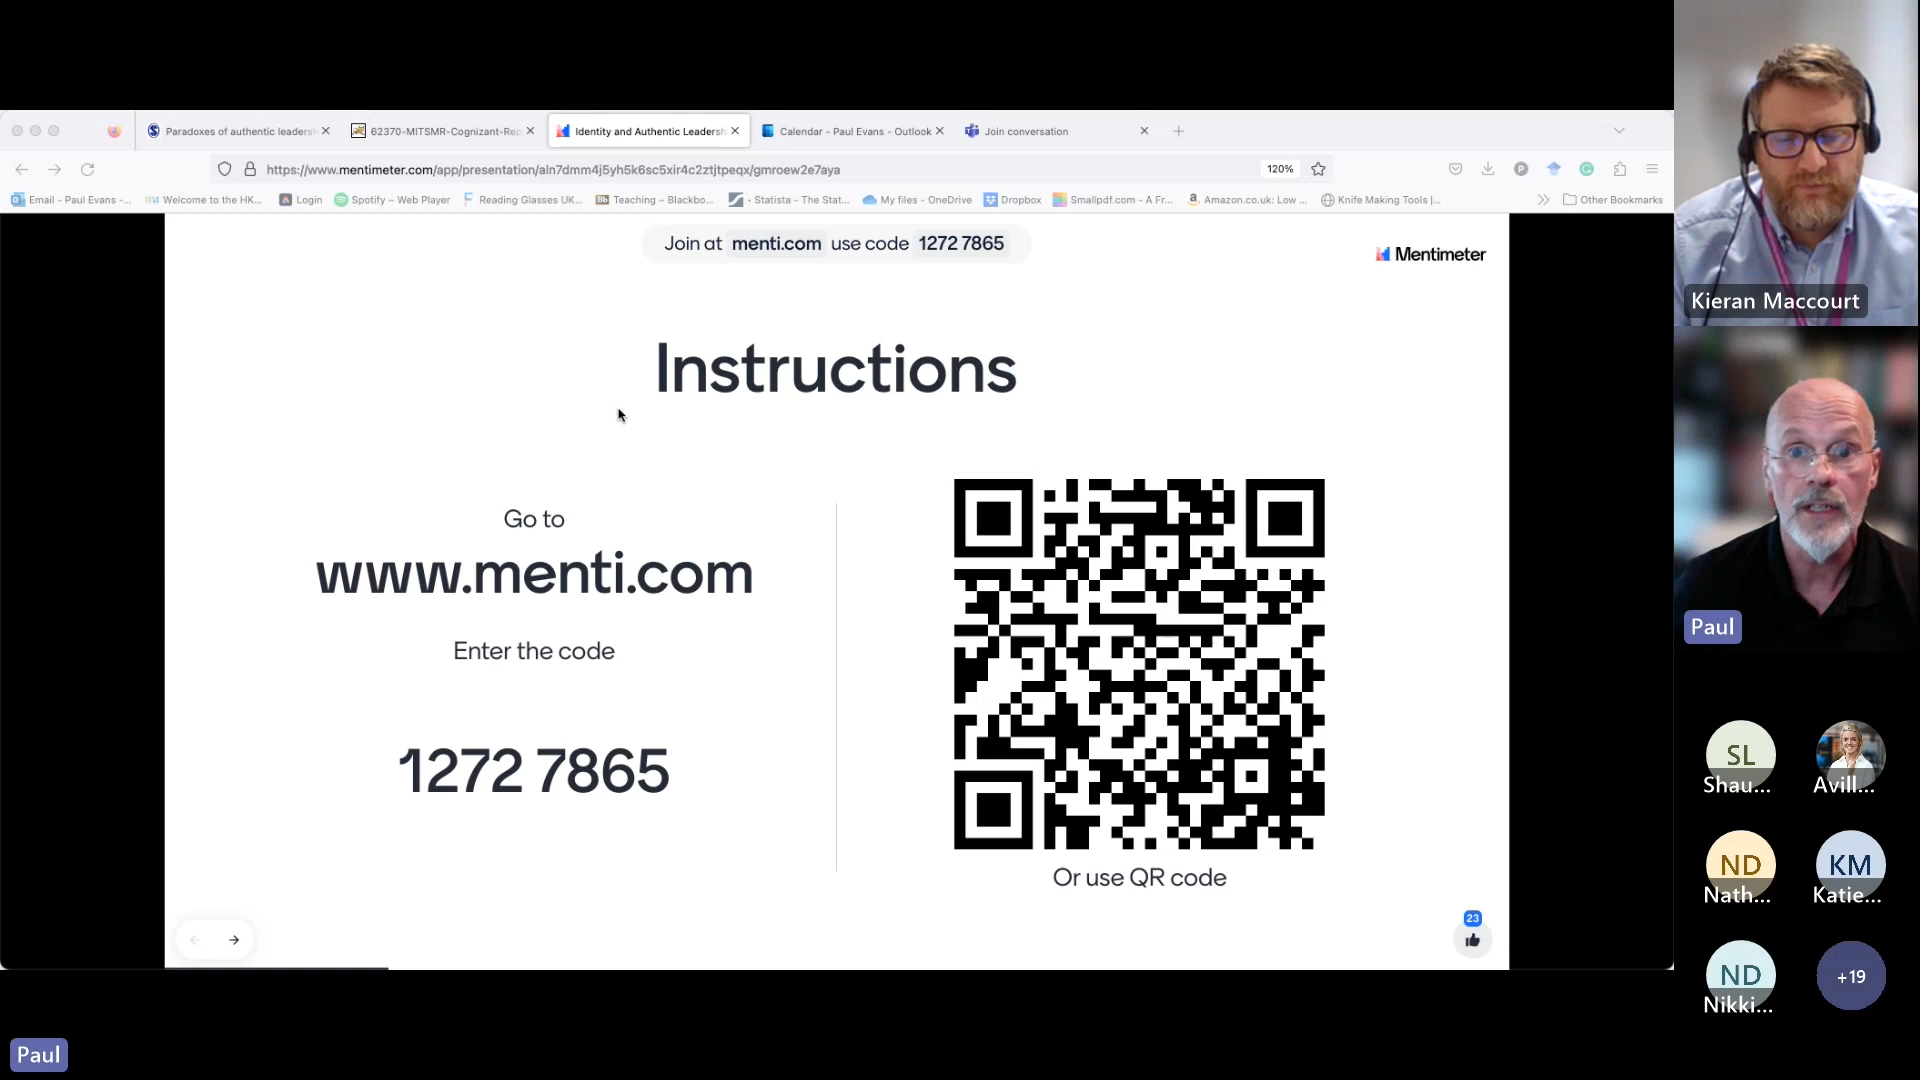 Paradoxes of authentic leadersh
62370-MITSMR-Cognizant-Rep
Identity and Authentic Leadersh
Calendar - Paul Evans - Outlook
Join conversation
https://www.mentimeter.com/app/presentation/aln7dmm4j5yh5k6sc5xir4c2ztjtpeqx/gmroew2e7aya
120%
Email - Paul Evans -...
Welcome to the HK...
Login
Spotify – Web Player
Reading Glasses UK...
Teaching – Blackbo...
- Statista - The Stat...
My files - OneDrive
Dropbox
Smallpdf.com - A Fr...
Amazon.co.uk: Low ...
Knife Making Tools |...
Other Bookmarks
Join at menti.com use code 1272 7865
Mentimeter
Instructions
Go to
www.menti.com
Enter the code
1272 7865
Or use QR code
23
Kieran Maccourt
Paul
SL
Shau...
Avill...
ND
Nath...
KM
Katie...
ND
Nikki...
+19
Paul